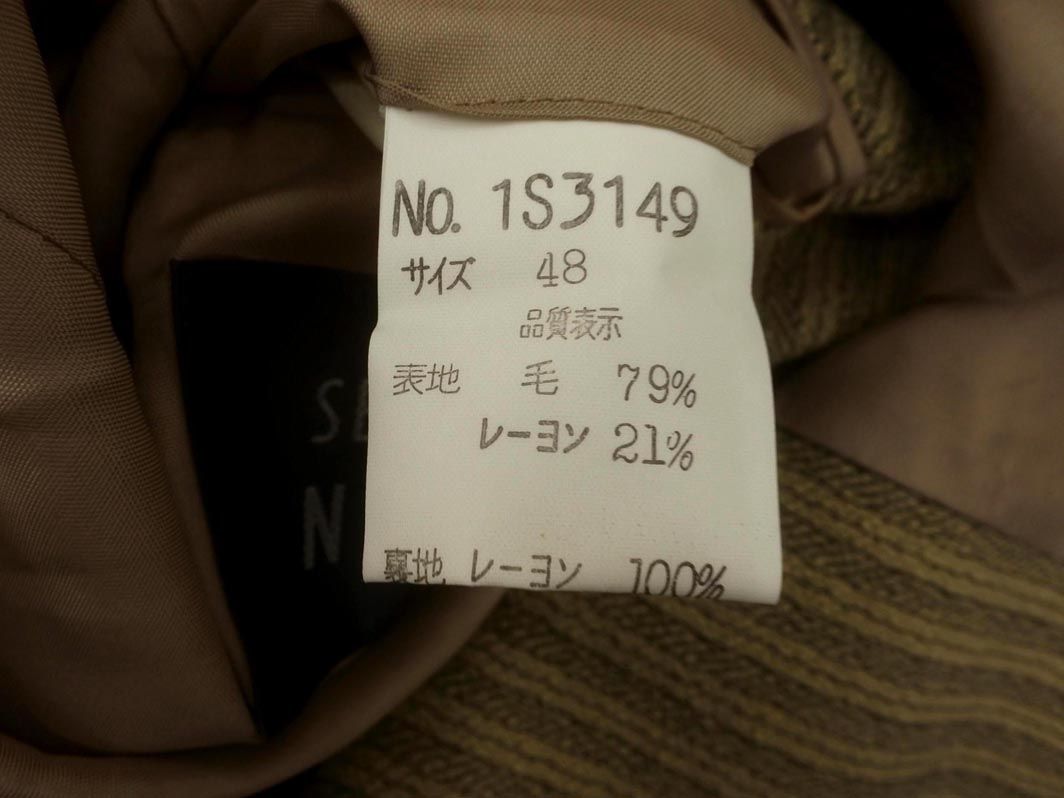 No. 1S3149
サイズ 48
品質表示
表地 毛 79%
レーヨン 21%
裏地 レーヨン 100%